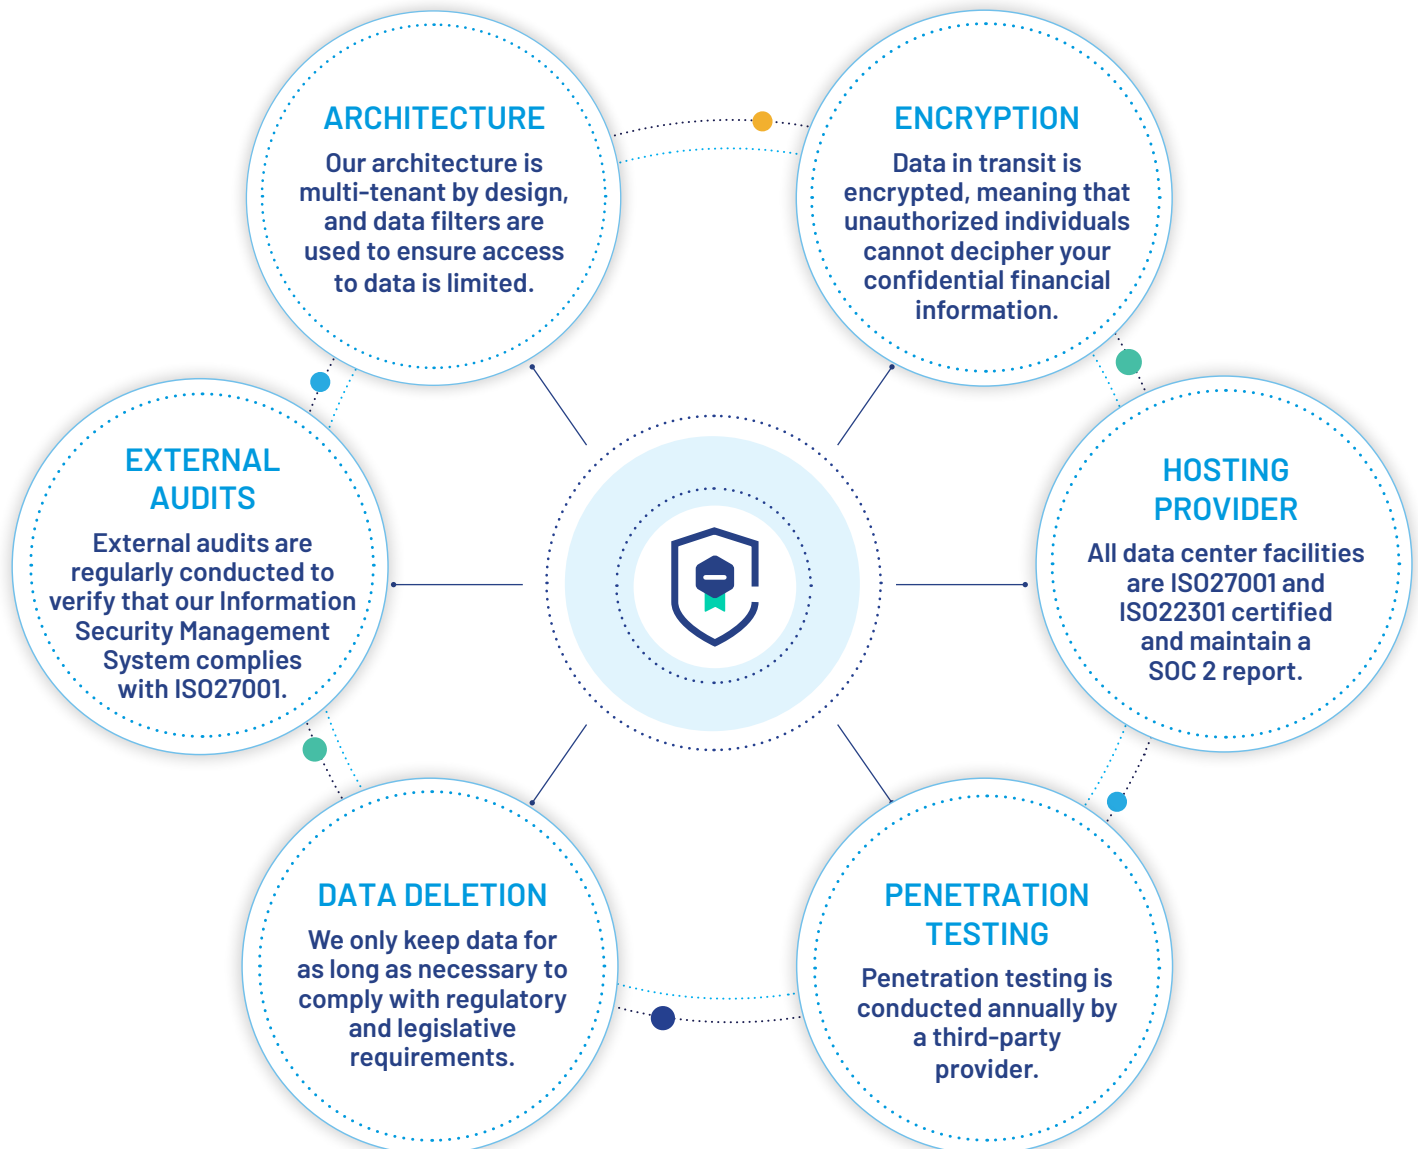 ARCHITECTURE
Our architecture is
multi-tenant by design,
and data filters are
used to ensure access
to data is limited.
ENCRYPTION
Data in transit is
encrypted, meaning that
unauthorized individuals
cannot decipher your
confidential financial
information.
EXTERNAL
AUDITS
External audits are
regularly conducted to
verify that our Information
Security Management
System complies
with ISO27001.
HOSTING
PROVIDER
All data center facilities
are ISO27001 and
ISO22301 certified
and maintain a
SOC 2 report.
DATA DELETION
We only keep data for
as long as necessary to
comply with regulatory
and legislative
requirements.
PENETRATION
TESTING
Penetration testing is
conducted annually by
a third-party
provider.